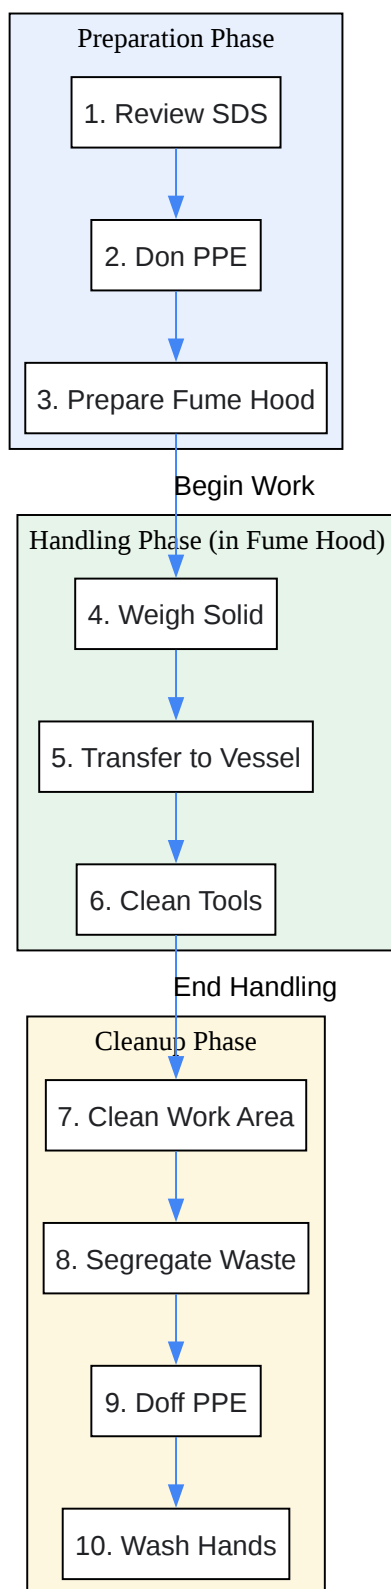 Preparation Phase
1. Review SDS
2. Don PPE
3. Prepare Fume Hood
Begin Work
Handling Phase (in Fume Hood)
4. Weigh Solid
5. Transfer to Vessel
6. Clean Tools
End Handling
Cleanup Phase
7. Clean Work Area
8. Segregate Waste
9. Doff PPE
10. Wash Hands